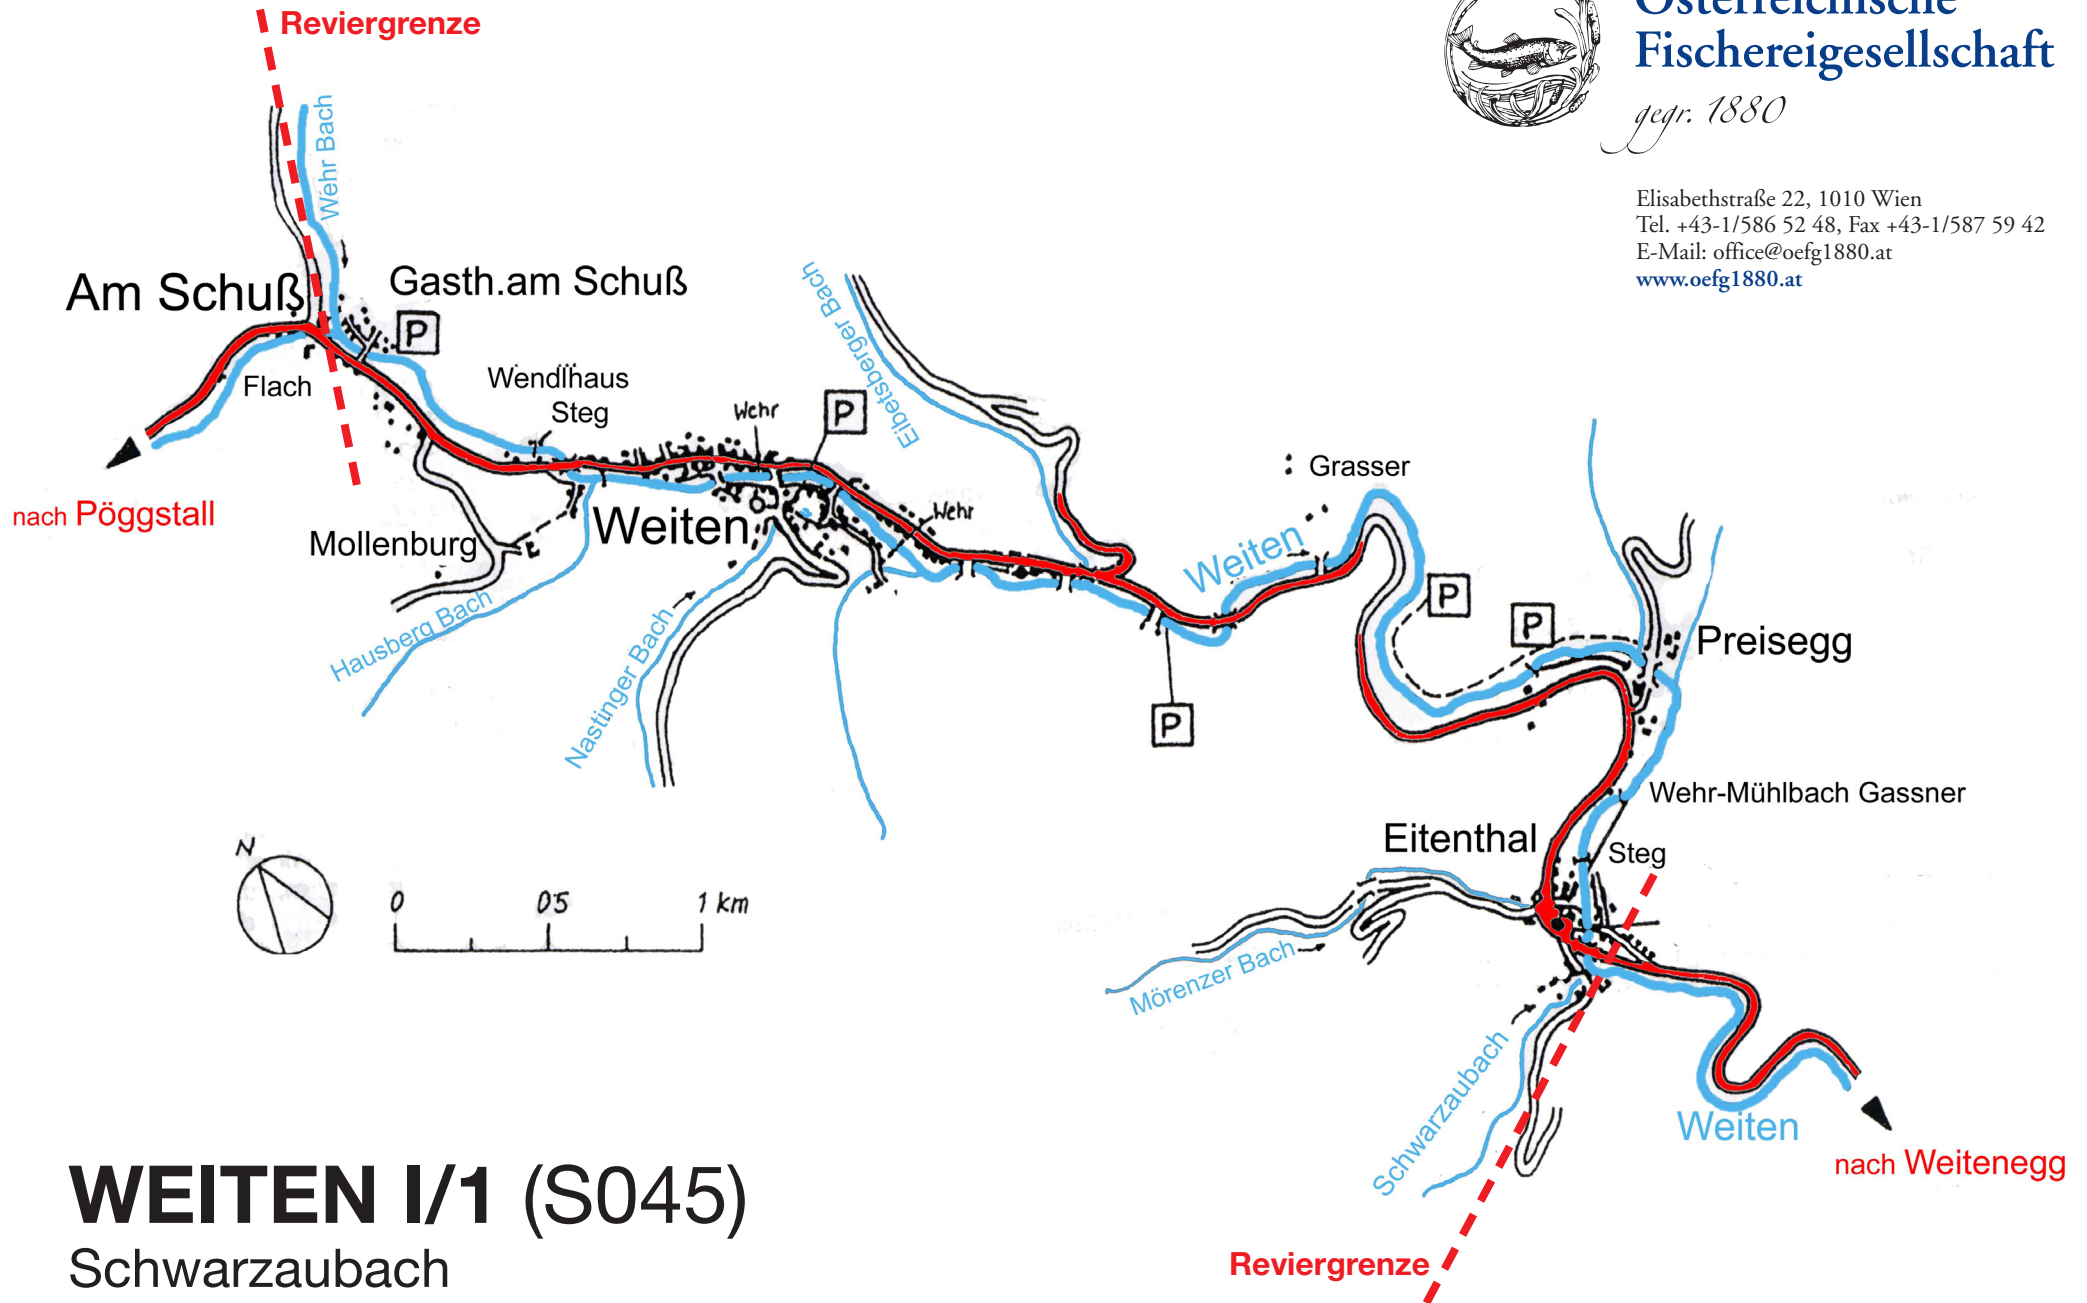 Reviergrenze
Österreichische
Fischereigesellschaft
gegr. 1880
Elisabethstraße 22, 1010 Wien
Tel. +43-1/586 52 48, Fax +43-1/587 59 42
E-Mail: office@oefg1880.at
www.oefg1880.at
Wehr Bach
Am Schuß
Gasth.am Schuß
P
Flach
Wendlhaus
Steg
Wehr
P
Eibetsberger Bach
nach Pöggstall
Mollenburg
Weiten
Wehr
Hausberg Bach
Nastinger Bach
Weiten
Grasser
P
P
P
Preisegg
Wehr-Mühlbach Gassner
Eitenthal
Steg
N
0 05 1 km
Mörenzer Bach
Schwarzaubach
Weiten
nach Weitenegg
WEITEN I/1 (S045)
Schwarzaubach
Reviergrenze